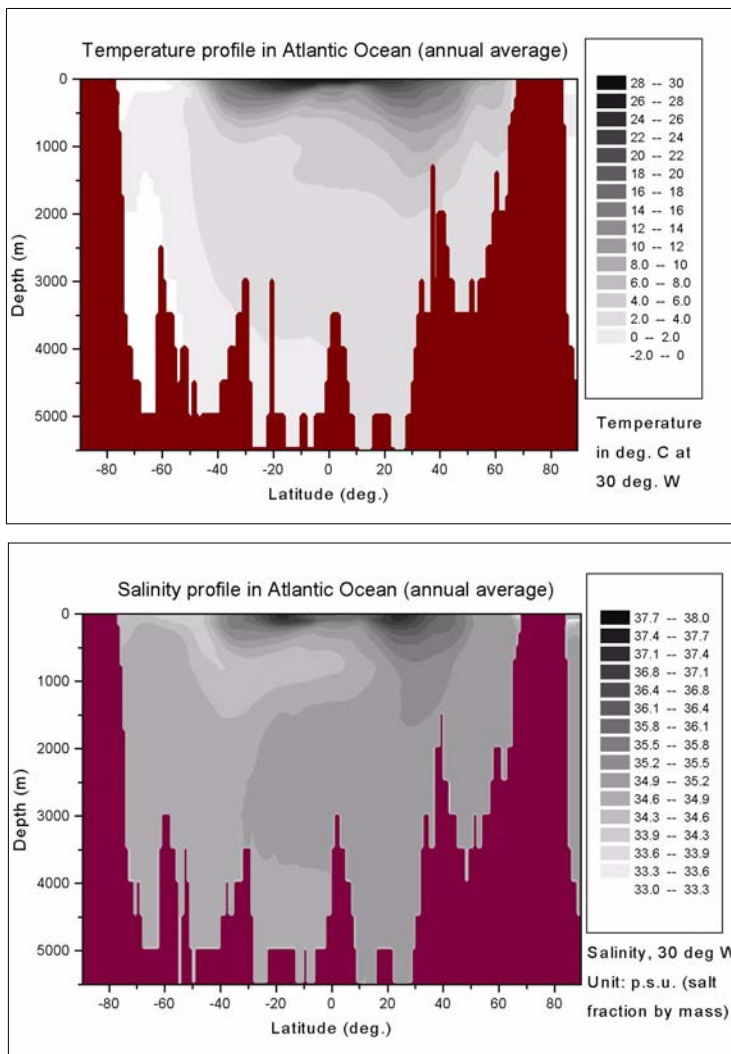 Temperature profile in Atlantic Ocean (annual average)
0
1000
2000
3000
4000
5000
Depth (m)
-80 -60 -40 -20 0 20 40 60 80
Latitude (deg.)
28 -- 30
26 -- 28
24 -- 26
22 -- 24
20 -- 22
18 -- 20
16 -- 18
14 -- 16
12 -- 14
10 -- 12
8.0 -- 10
6.0 -- 8.0
4.0 -- 6.0
2.0 -- 4.0
0 -- 2.0
-2.0 -- 0
Temperature
in deg. C at
30 deg. W
Salinity profile in Atlantic Ocean (annual average)
0
1000
2000
3000
4000
5000
Depth (m)
-80 -60 -40 -20 0 20 40 60 80
Latitude (deg.)
37.7 -- 38.0
37.4 -- 37.7
37.1 -- 37.4
36.8 -- 37.1
36.4 -- 36.8
36.1 -- 36.4
35.8 -- 36.1
35.5 -- 35.8
35.2 -- 35.5
34.9 -- 35.2
34.6 -- 34.9
34.3 -- 34.6
33.9 -- 34.3
33.6 -- 33.9
33.3 -- 33.6
33.0 -- 33.3
Salinity, 30 deg W
Unit: p.s.u. (salt
fraction by mass)